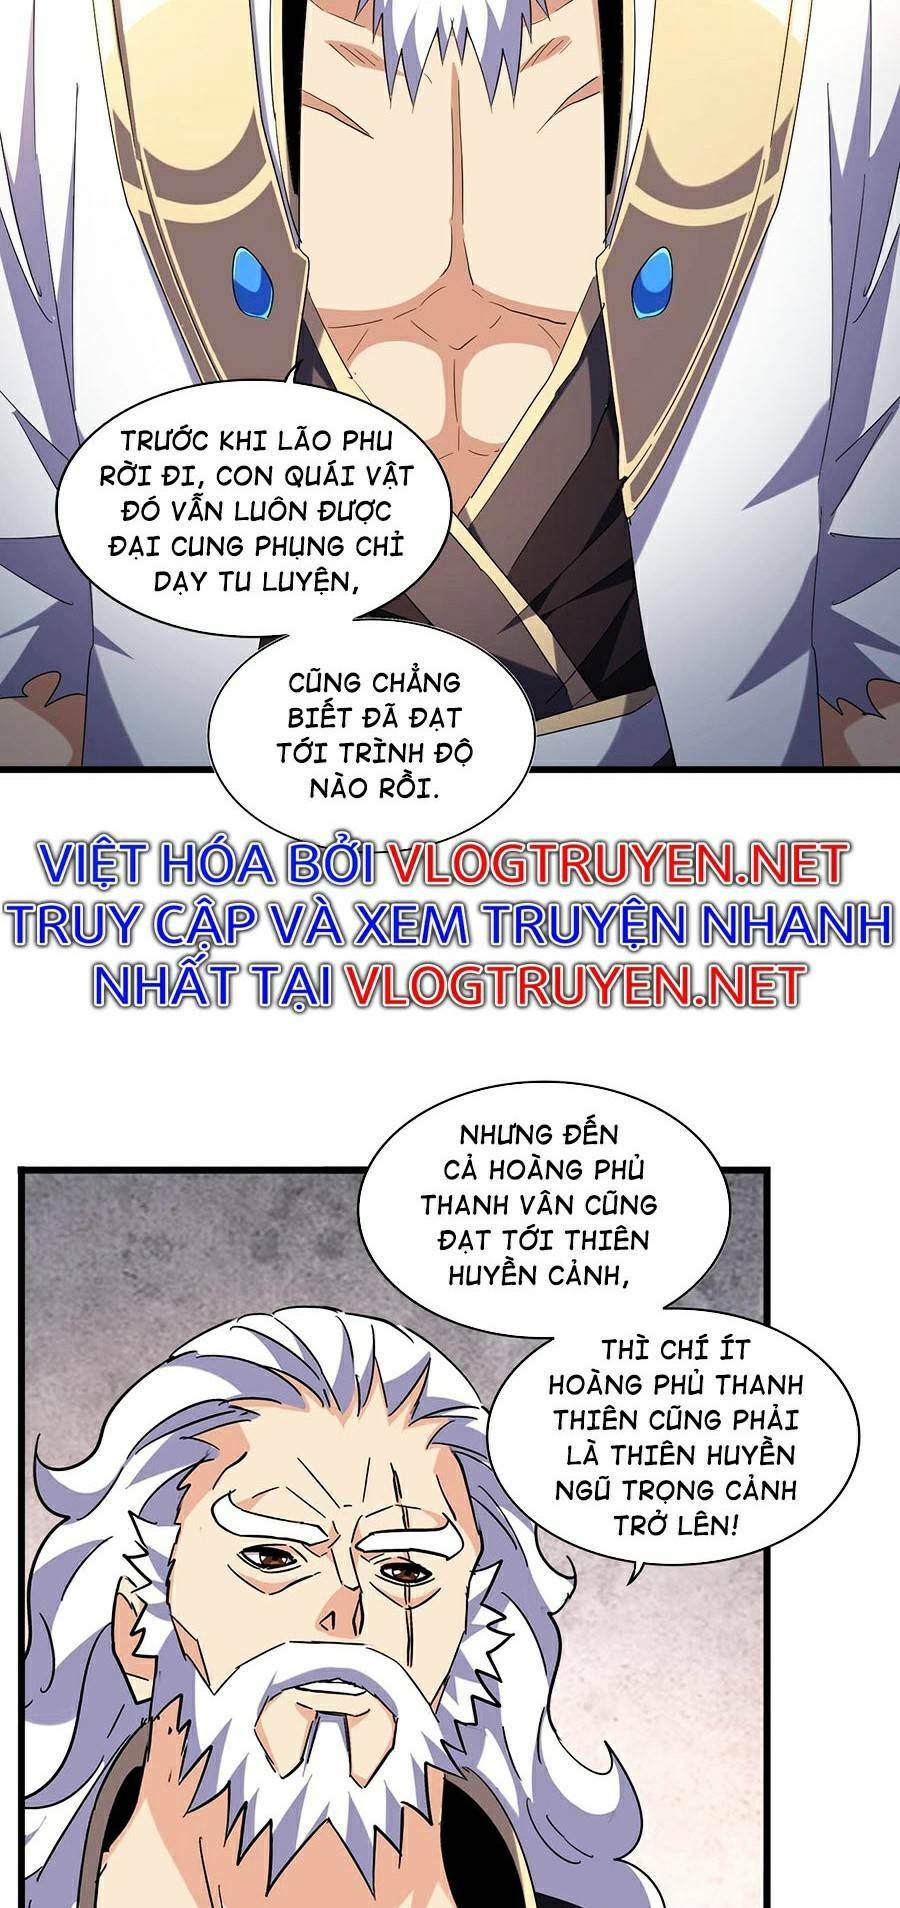 TRƯỚC KHI LÃO PHU
RỜI ĐI, CON QUÁI VẬT
ĐÓ VẪN LUÔN ĐƯỢC
ĐẠI CUNG PHỤNG CHỈ
DẠY TU LUYỆN,
CŨNG CHẲNG
BIẾT ĐÃ ĐẠT
TỚI TRÌNH ĐỘ
NÀO RỒI.
VIỆT HÓA BỞI VLOGTRUYEN.NET
TRUY CẬP VÀ XEM TRUYỆN NHANH
NHẤT TẠI VLOGTRUYEN.NET
NHƯNG ĐẾN
CẢ HOÀNG PHỦ
THANH VÂN CŨNG
ĐẠT TỚI THIÊN
HUYỀN CẢNH,
THÌ CHÍ ÍT
HOÀNG PHỦ THANH
THIÊN CŨNG PHẢI
LÀ THIÊN HUYỀN
NGŨ TRỌNG CẢNH
TRỞ LÊN!